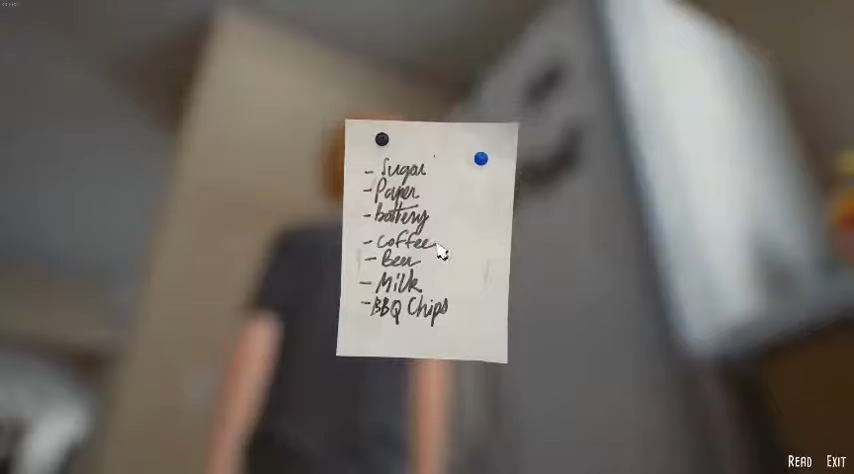 - Sugar
- Paper
- battery
- Coffee
- Beer
- Milk
- BBQ Chips
READ EXIT